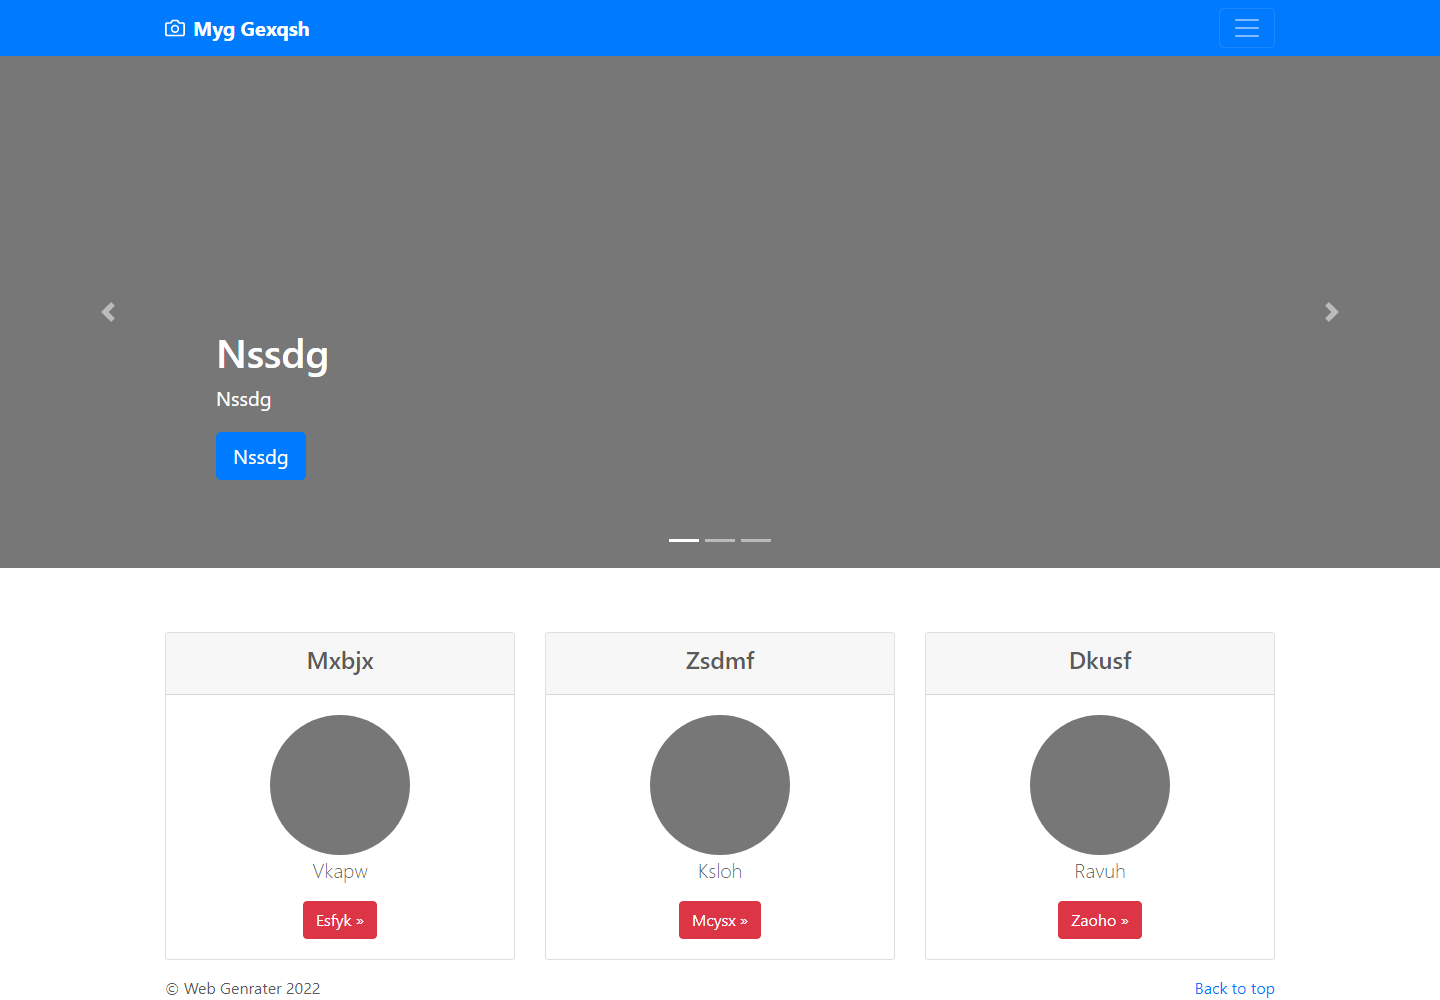 Myg Gexqsh
Nssdg
Nssdg
Nssdg
Mxbjx
Zsdmf
Dkusf
Vkapw
Ksloh
Ravuh
Esfyk »
Mcysx »
Zaoho »
© Web Genrater 2022
Back to top